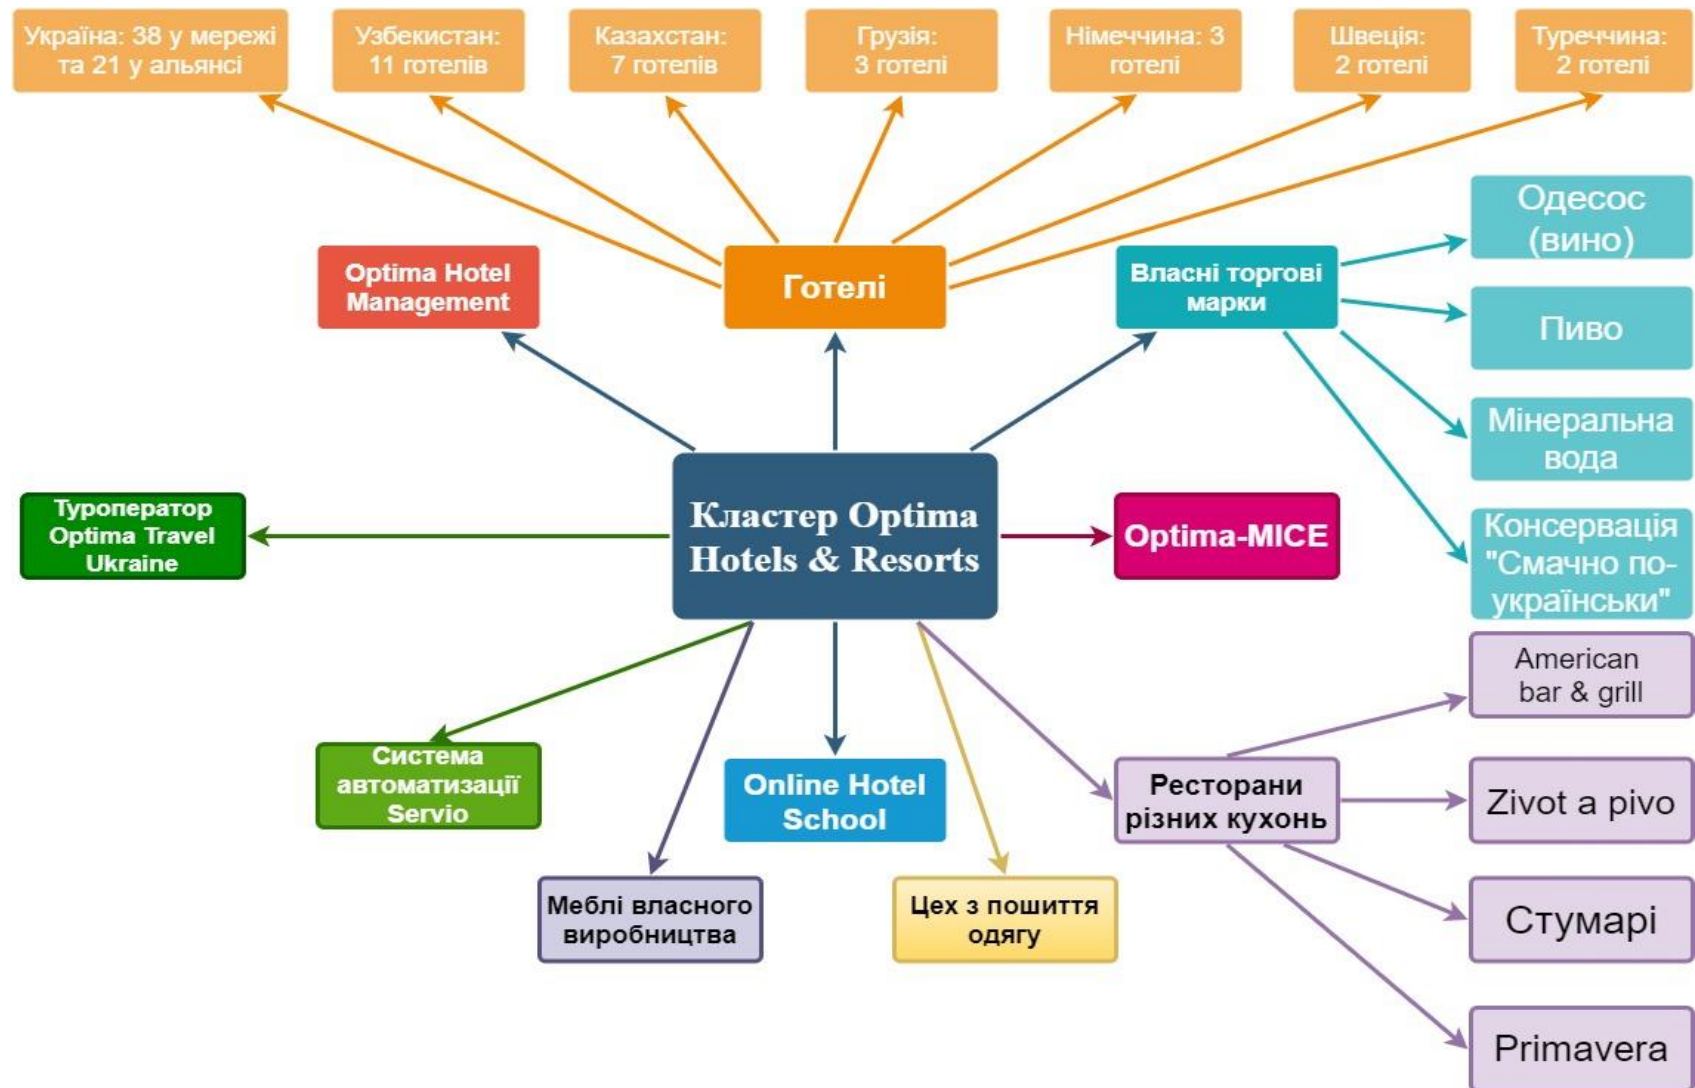 Україна: 38 у мережі
та 21 у альянсі
Узбекистан:
11 готелів
Казахстан:
7 готелів
Грузія:
3 готелі
Німеччина: 3
готелі
Швеція:
2 готелі
Туреччина:
2 готелі
Optima Hotel
Management
Готелі
Власні торгові
марки
Одесос
(вино)
Пиво
Мінеральна
вода
Консервація
"Смачно по-
українськи"
Туроператор
Optima Travel
Ukraine
Кластер Optima
Hotels & Resorts
Optima-MICE
Система
автоматизації
Servio
Online Hotel
School
Ресторани
різних кухонь
American
bar & grill
Zivot a pivo
Стумарі
Primavera
Меблі власного
виробництва
Цех з пошиття
одягу